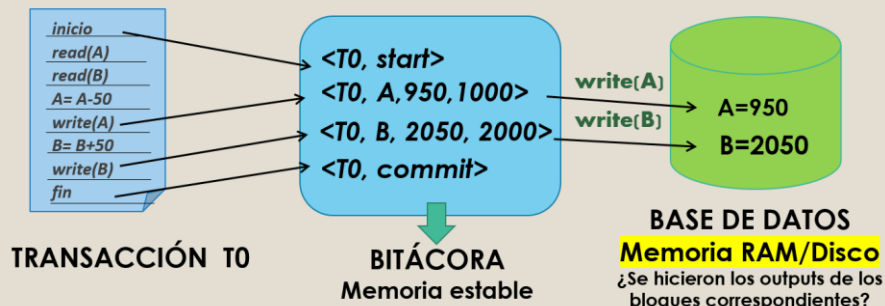 inicio
read(A)
read(B)
A= A-50
write(A)
B= B+50
write(B)
fin
TRANSACCIÓN T0
<T0, start>
<T0, A,950,1000>
<T0, B, 2050, 2000>
<T0, commit>
BITÁCORA
Memoria estable
write(A)
write(B)
A=950
B=2050
BASE DE DATOS
Memoria RAM/Disco
¿Se hicieron los outputs de los
bloques correspondientes?